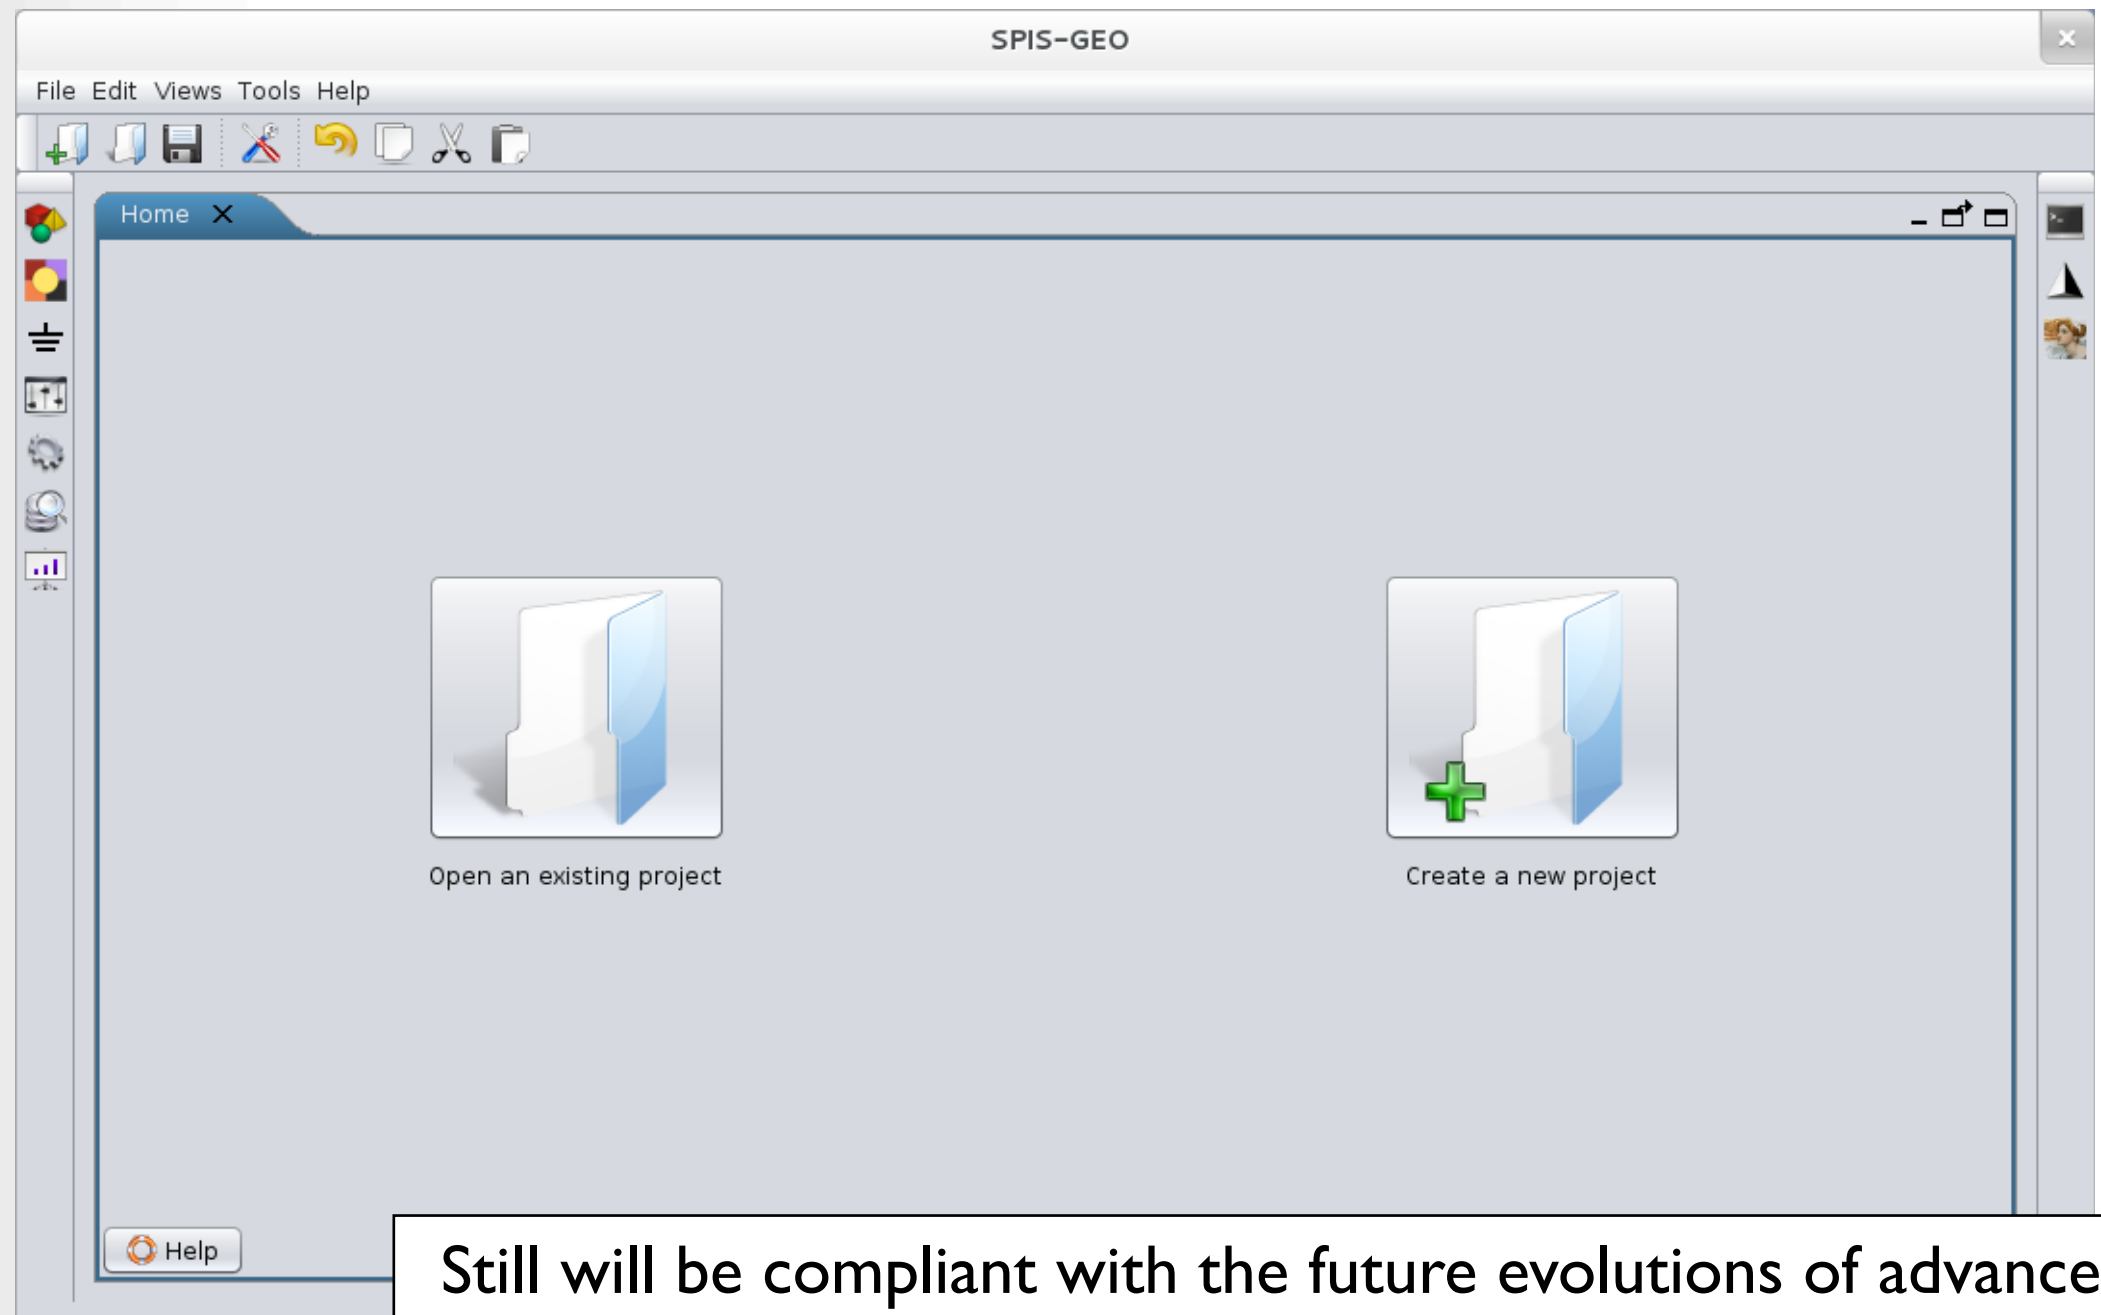 SPIS-GEO
File Edit Views Tools Help
Home
Open an existing project
Create a new project
Help
Still will be compliant with the future evolutions of advance